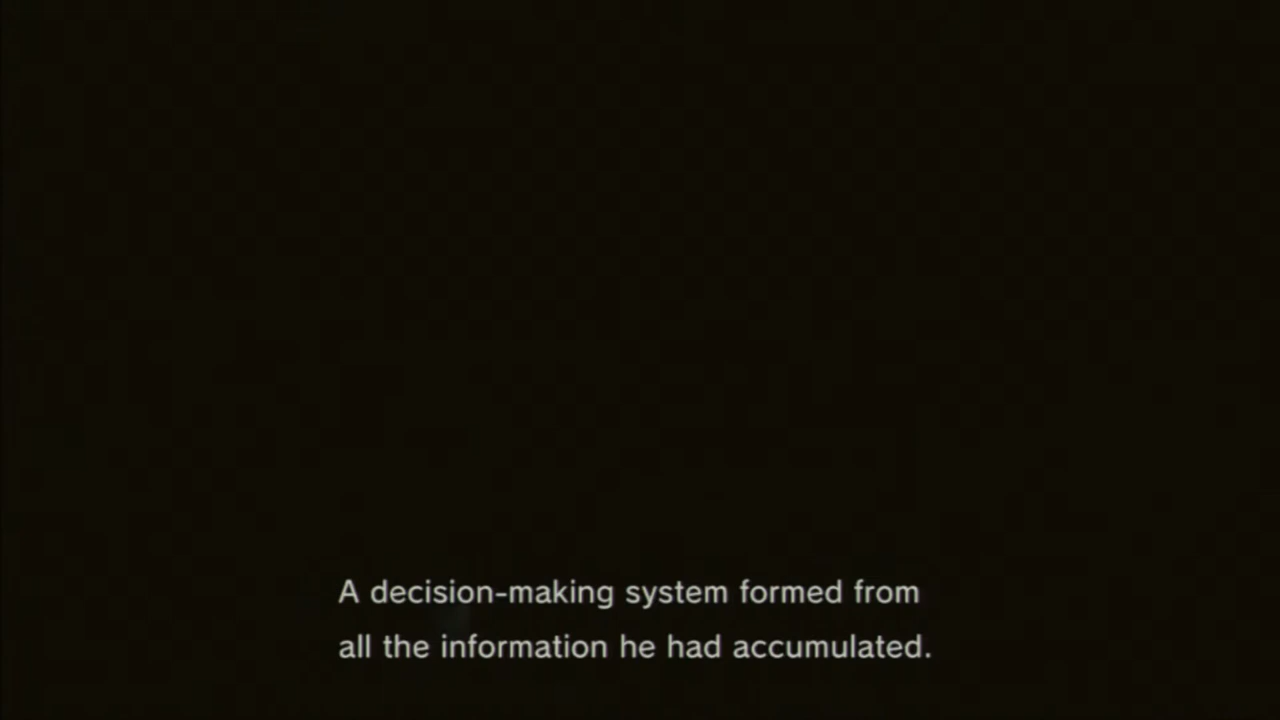 A decision-making system formed from
all the information he had accumulated.